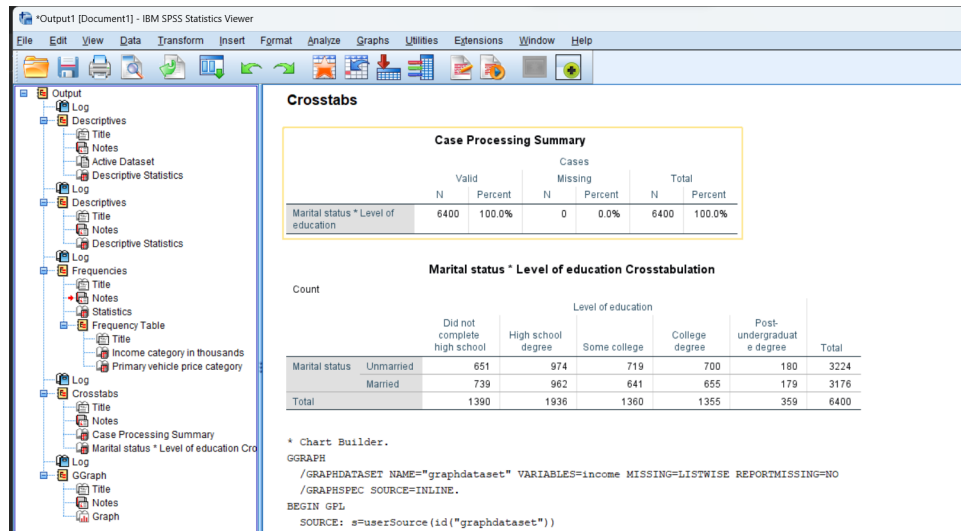 *Output1 [Document1] - IBM SPSS Statistics Viewer
File Edit View Data Transform Insert Format Analyze Graphs Utilities Extensions Window Help
Output
Log
Descriptives
Title
Notes
Active Dataset
Descriptive Statistics
Log
Descriptives
Title
Notes
Descriptive Statistics
Log
Frequencies
Title
Notes
Statistics
Frequency Table
Title
Income category in thousands
Primary vehicle price category
Log
Crosstabs
Title
Notes
Case Processing Summary
Marital status * Level of education Cro
Log
GGraph
Title
Notes
Graph
Crosstabs
Case Processing Summary
Cases
Valid Missing Total
N Percent N Percent N Percent
Marital status * Level of 6400 100.0% 0 0.0% 6400 100.0%
education
Marital status * Level of education Crosstabulation
Count
Level of education
Did not Post-
complete High school College undergraduat
high school degree Some college degree e degree Total
Marital status Unmarried 651 974 719 700 180 3224
Married 739 962 641 655 179 3176
Total 1390 1936 1360 1355 359 6400
* Chart Builder.
GGRAPH
/GRAPHDATASET NAME="graphdataset" VARIABLES=income MISSING=LISTWISE REPORTMISSING=NO
/GRAPHSPEC SOURCE=INLINE.
BEGIN GPL
SOURCE: s=userSource(id("graphdataset"))